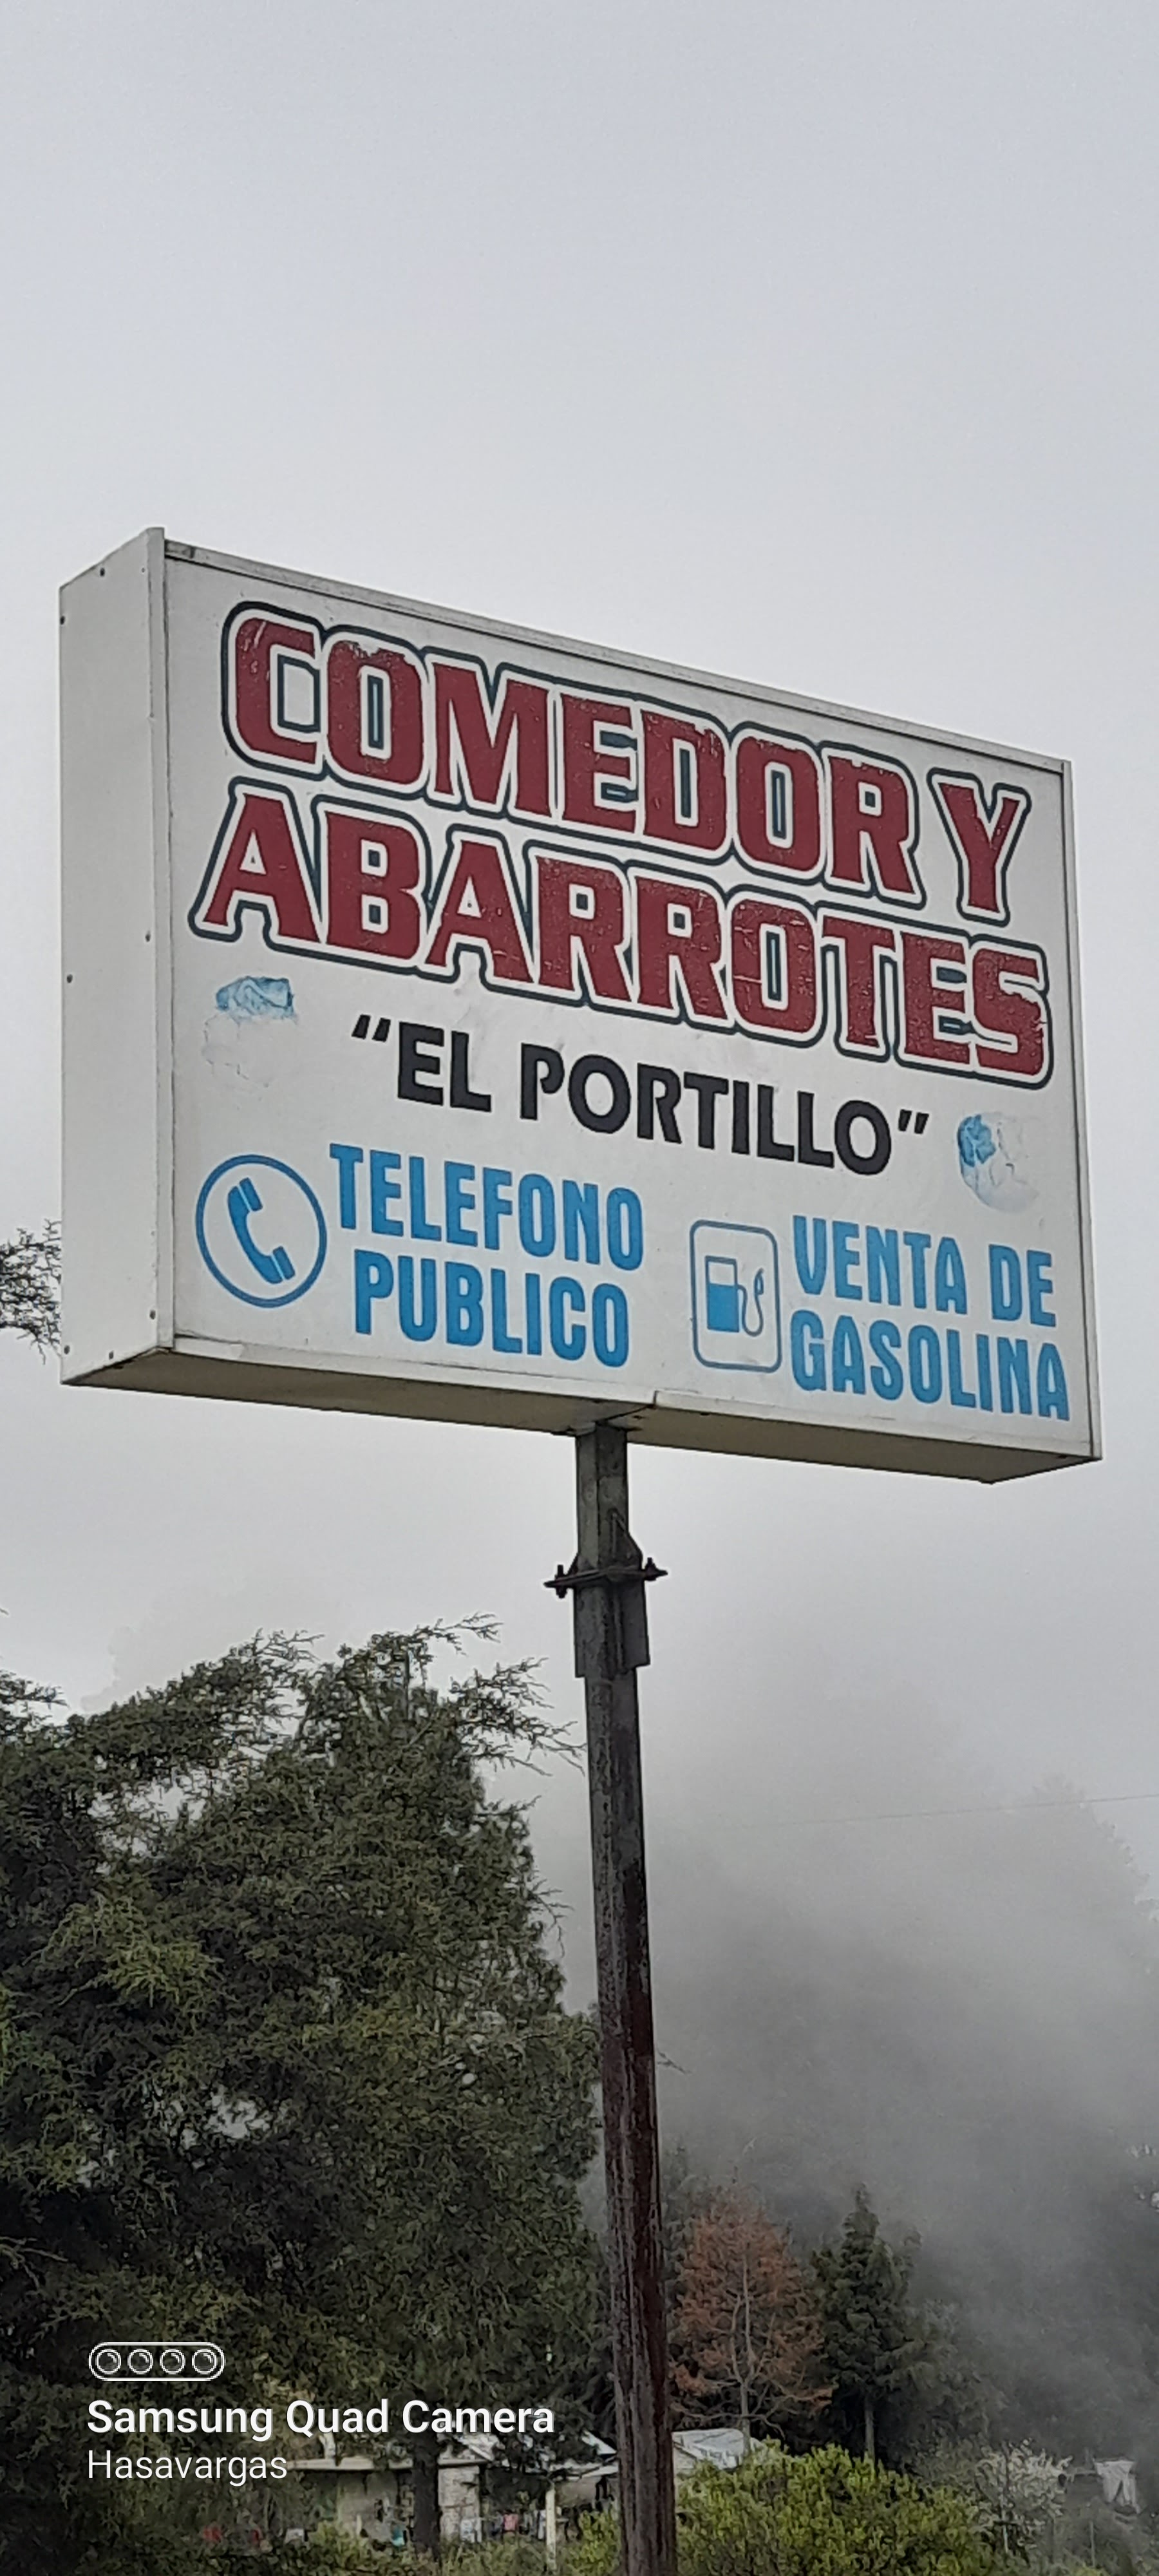 COMEDOR Y
ABARROTES
“EL PORTILLO”
TELEFONO
PUBLICO
VENTA DE
GASOLINA
Samsung Quad Camera
Hasavargas